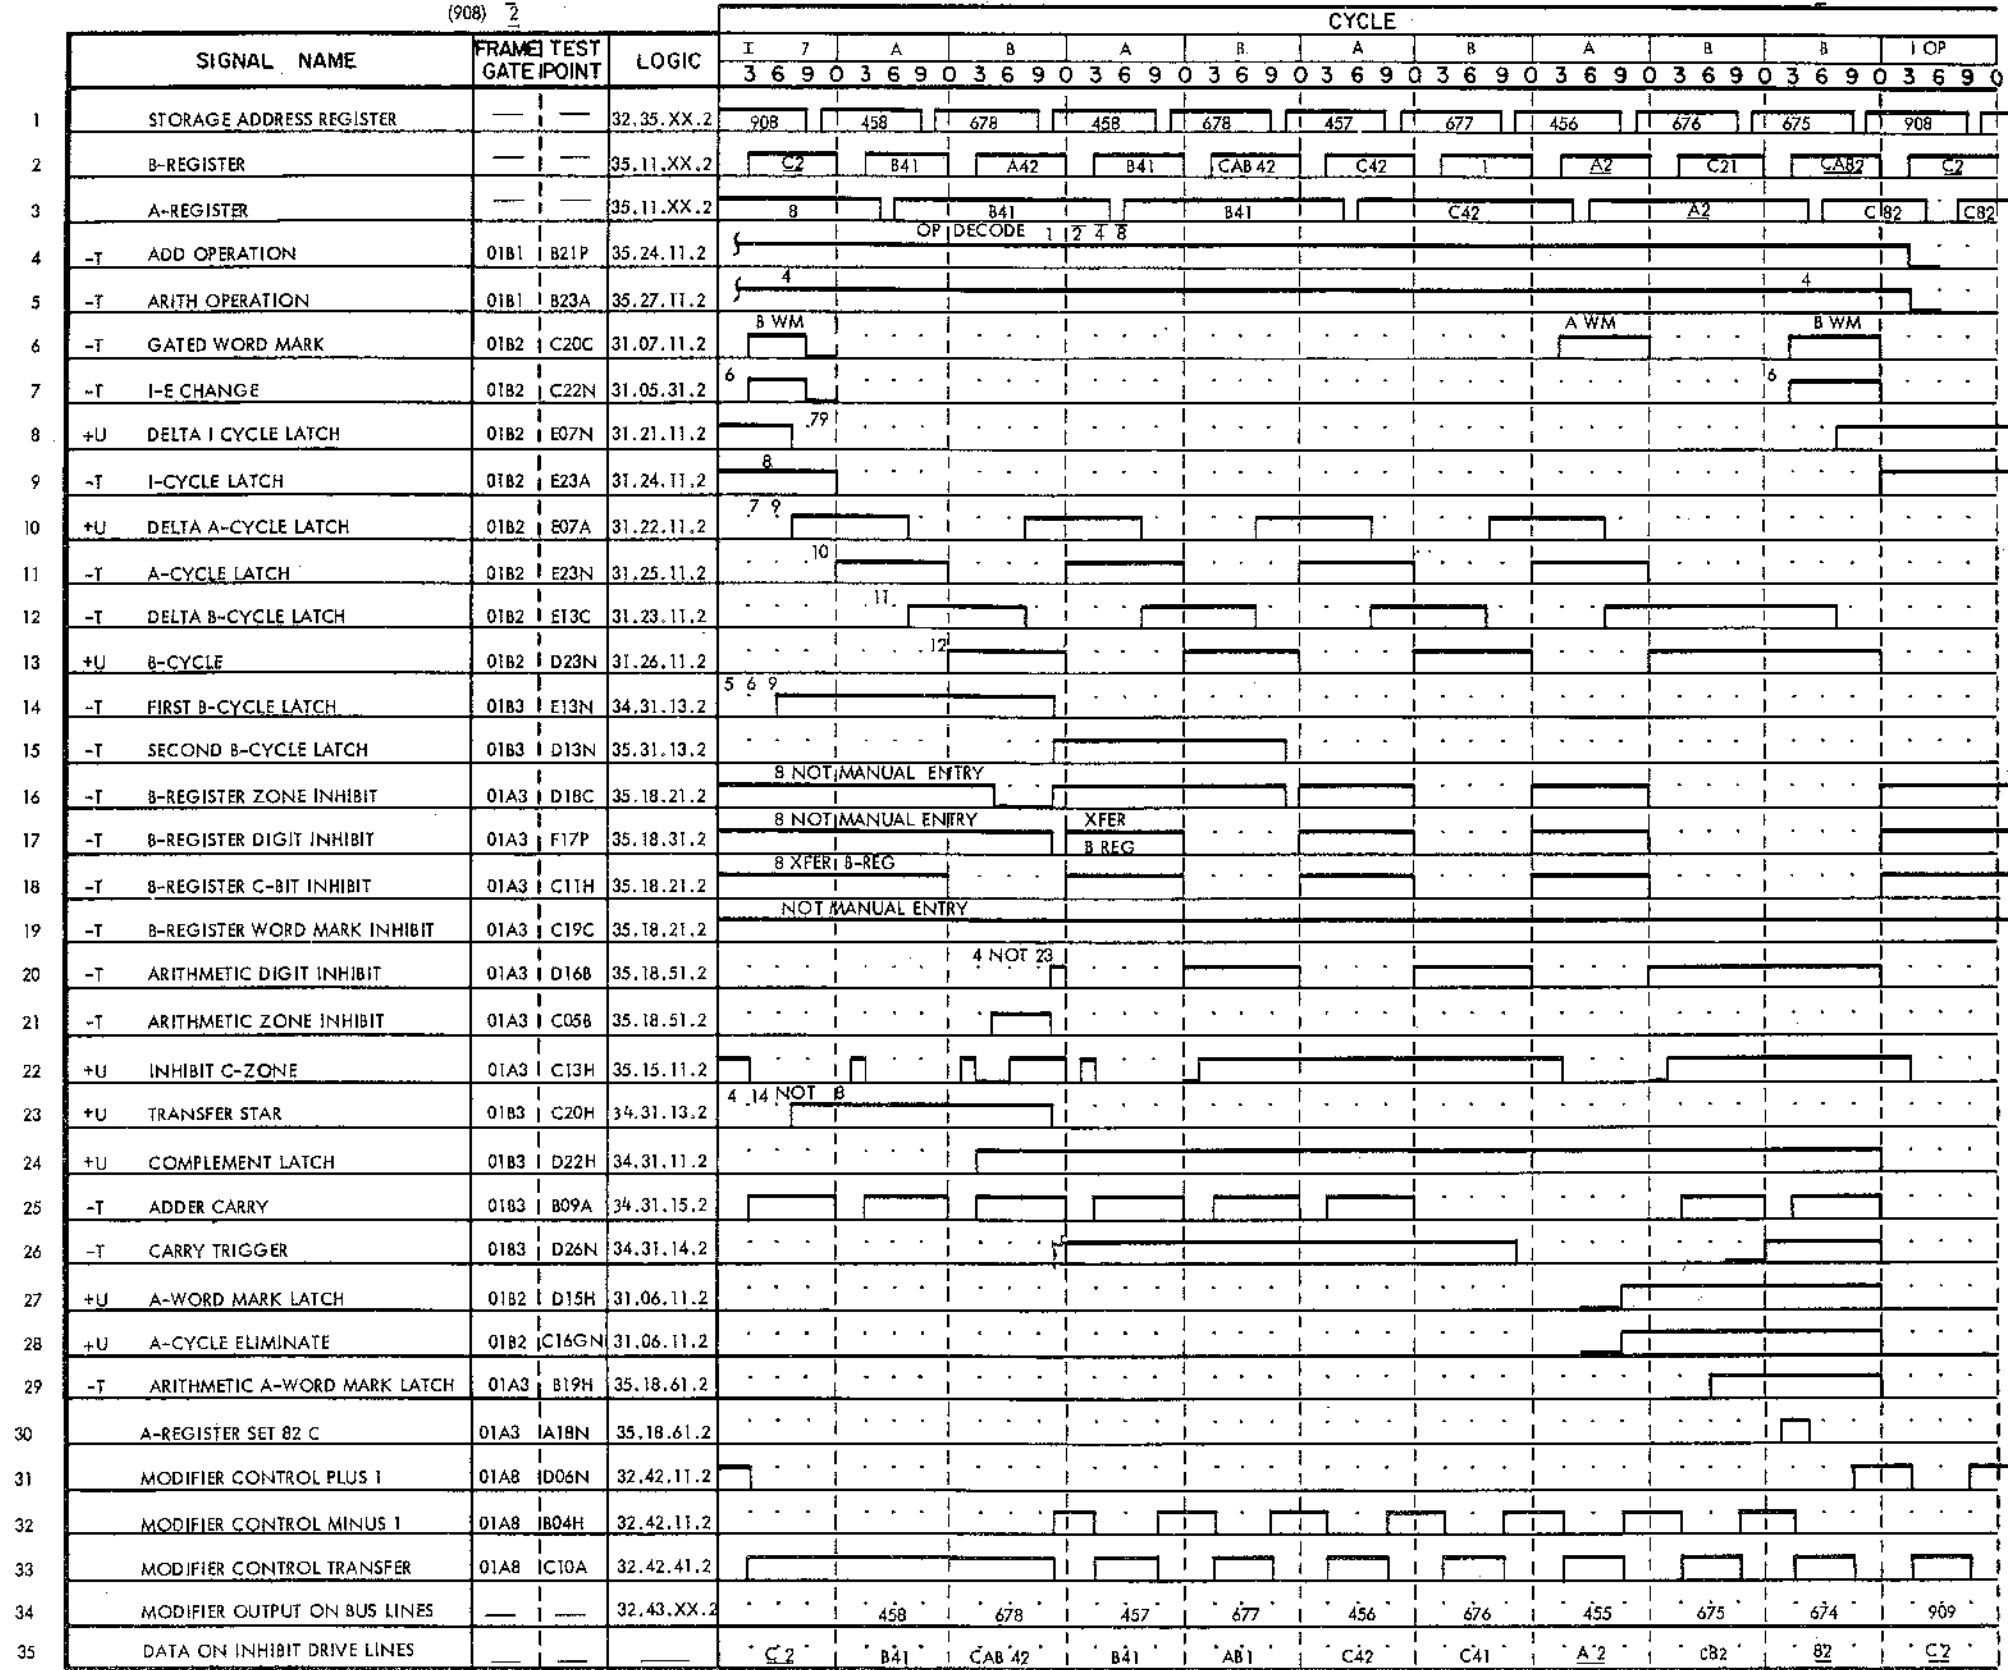 (908) 2
CYCLE
SIGNAL NAME FRAME GATE TEST POINT LOGIC I 7 A B A B A B A B B I OP
3 6 9 0 3 6 9 0 3 6 9 0 3 6 9 0 3 6 9 0 3 6 9 0 3 6 9 0 3 6 9 0 3 6 9 0 3 6 9 0 3 6 9 0
1 STORAGE ADDRESS REGISTER — — 32.35.XX.2 908 458 678 458 678 457 677 456 676 675 908
2 B-REGISTER — — 35.11.XX.2 C2 B41 A42 B41 CAB 42 C42 1 A2 C21 CAB2 C2
3 A-REGISTER — — 35.11.XX.2 8 B41 B41 C42 A2 C 82 C82
OP DECODE 1 2 4 8
4 -T ADD OPERATION 01B1 B21P 35.24.11.2
4 4
5 -T ARITH OPERATION 01B1 B23A 35.27.11.2
B WM A WM B WM
6 -T GATED WORD MARK 01B2 C20C 31.07.11.2
6 6
7 -T I-E CHANGE 01B2 C22N 31.05.31.2
79
8 +U DELTA I CYCLE LATCH 01B2 E07N 31.21.11.2
8
9 -T I-CYCLE LATCH 01B2 E23A 31.24.11.2
7 9
10 +U DELTA A-CYCLE LATCH 01B2 E07A 31.22.11.2
10
11 -T A-CYCLE LATCH 01B2 E23N 31.25.11.2
11
12 -T DELTA B-CYCLE LATCH 01B2 E13C 31.23.11.2
12
13 +U B-CYCLE 01B2 D23N 31.26.11.2
5 6 9
14 -T FIRST B-CYCLE LATCH 01B3 E13N 34.31.13.2
15 -T SECOND B-CYCLE LATCH 01B3 D13N 35.31.13.2
8 NOT MANUAL ENTRY
16 -T B-REGISTER ZONE INHIBIT 01A3 D18C 35.18.21.2
8 NOT MANUAL ENTRY XFER
17 -T B-REGISTER DIGIT INHIBIT 01A3 F17P 35.18.31.2 B REG
8 XFER B-REG
18 -T B-REGISTER C-BIT INHIBIT 01A3 C11H 35.18.21.2
NOT MANUAL ENTRY
19 -T B-REGISTER WORD MARK INHIBIT 01A3 C19C 35.18.21.2
4 NOT 23
20 -T ARITHMETIC DIGIT INHIBIT 01A3 D16B 35.18.51.2
21 -T ARITHMETIC ZONE INHIBIT 01A3 C05B 35.18.51.2
22 +U INHIBIT C-ZONE 01A3 C13H 35.15.11.2
4 14 NOT 8
23 +U TRANSFER STAR 01B3 C20H 34.31.13.2
24 +U COMPLEMENT LATCH 01B3 D22H 34.31.11.2
25 -T ADDER CARRY 01B3 B09A 34.31.15.2
26 -T CARRY TRIGGER 01B3 D26N 34.31.14.2
27 +U A-WORD MARK LATCH 01B2 D15H 31.06.11.2
28 +U A-CYCLE ELIMINATE 01B2 C16GN 31.06.11.2
29 -T ARITHMETIC A-WORD MARK LATCH 01A3 B19H 35.18.61.2
30 A-REGISTER SET 82 C 01A3 A18N 35.18.61.2
31 MODIFIER CONTROL PLUS 1 01A8 D06N 32.42.11.2
32 MODIFIER CONTROL MINUS 1 01A8 B04H 32.42.11.2
33 MODIFIER CONTROL TRANSFER 01A8 C10A 32.42.41.2
34 MODIFIER OUTPUT ON BUS LINES — — 32.43.XX.2 458 678 457 677 456 676 455 675 674 909
35 DATA ON INHIBIT DRIVE LINES — — — C 2 B41 CAB 42 B41 AB1 C42 C41 A 2 CB2 B2 C 2